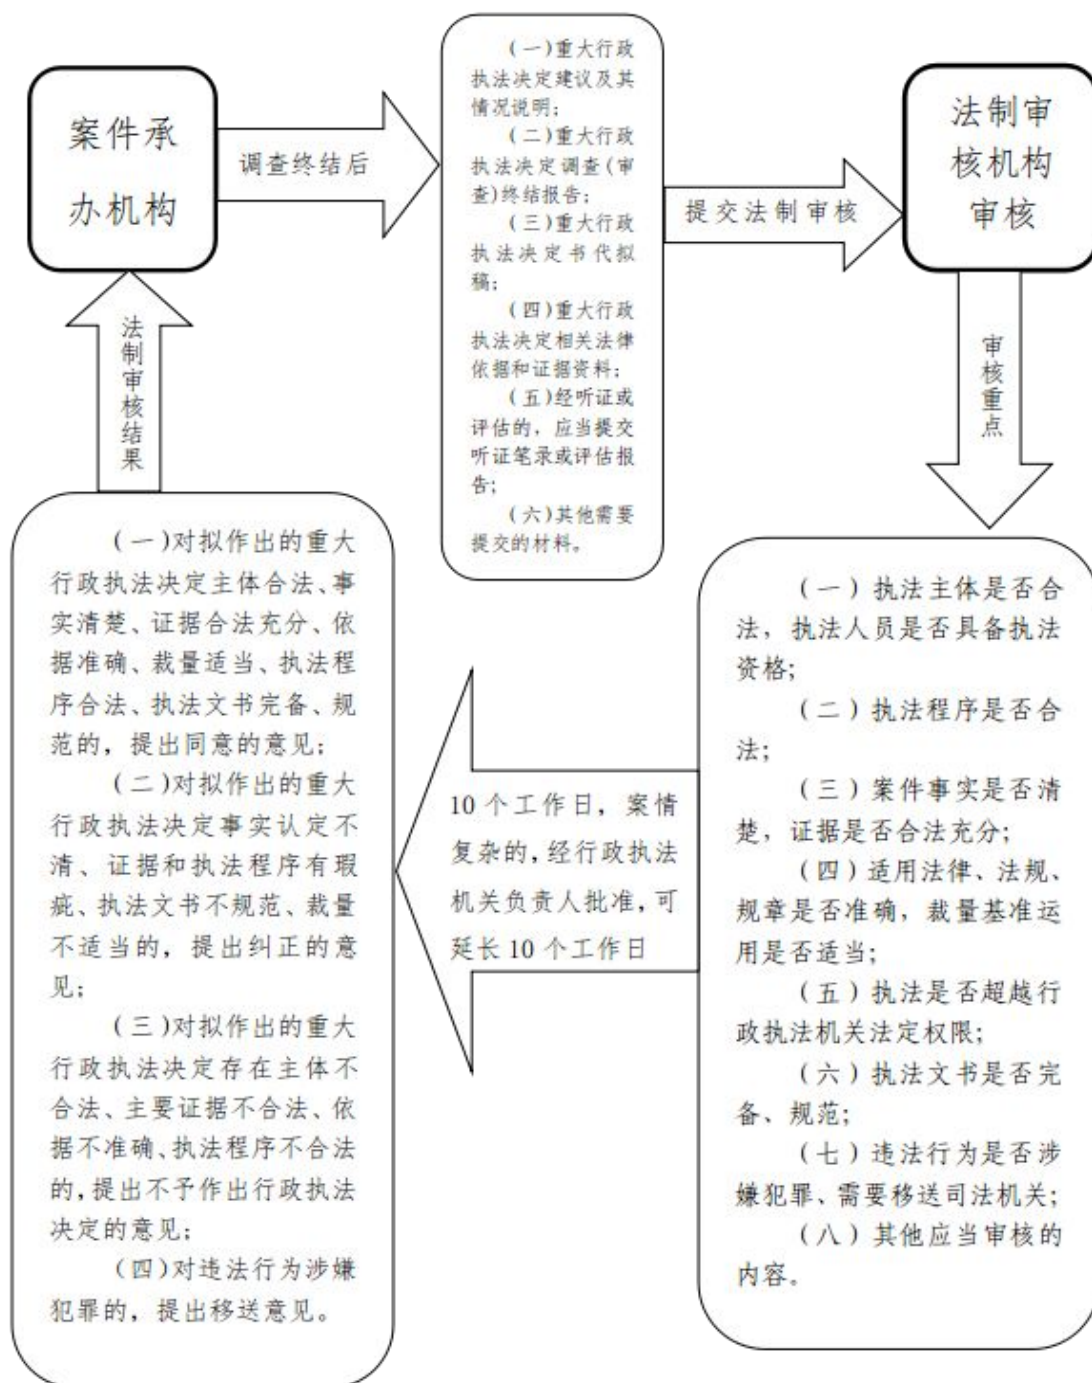 案件承
办机构
调查终结后
(一)重大行政
执法决定建议及其
情况说明;
(二)重大行政
执法决定调查(审
查)终结报告;
(三)重大行政
执法决定书代拟
稿;
(四)重大行政
执法决定相关法律
依据和证据资料;
(五)经听证或
评估的，应当提交
听证笔录或评估报
告;
(六)其他需要
提交的材料。
提交法制审核
法制审
核机构
审核
审核重点
(一)执法主体是否合
法，执法人员是否具备执法
资格;
(二)执法程序是否合
法;
(三)案件事实是否清
楚，证据是否合法充分;
(四)适用法律、法规、
规章是否准确，裁量基准运
用是否适当;
(五)执法是否超越行
政执法机关法定权限;
(六)执法文书是否完
备、规范;
(七)违法行为是否涉
嫌犯罪、需要移送司法机关;
(八)其他应当审核的
内容。
10个工作日，案情
复杂的，经行政执法
机关负责人批准，可
延长10个工作日
(一)对拟作出的重大
行政执法决定主体合法、事
实清楚、证据合法充分、依
据准确、裁量适当、执法程
序合法、执法文书完备、规
范的，提出同意的意见;
(二)对拟作出的重大
行政执法决定事实认定不
清、证据和执法程序有瑕
疵、执法文书不规范、裁量
不适当的，提出纠正的意
见;
(三)对拟作出的重大
行政执法决定存在主体不
合法、主要证据不合法、依
据不准确、执法程序不合法
的，提出不予作出行政执法
决定的意见;
(四)对违法行为涉嫌
犯罪的，提出移送意见。
法制审核结果